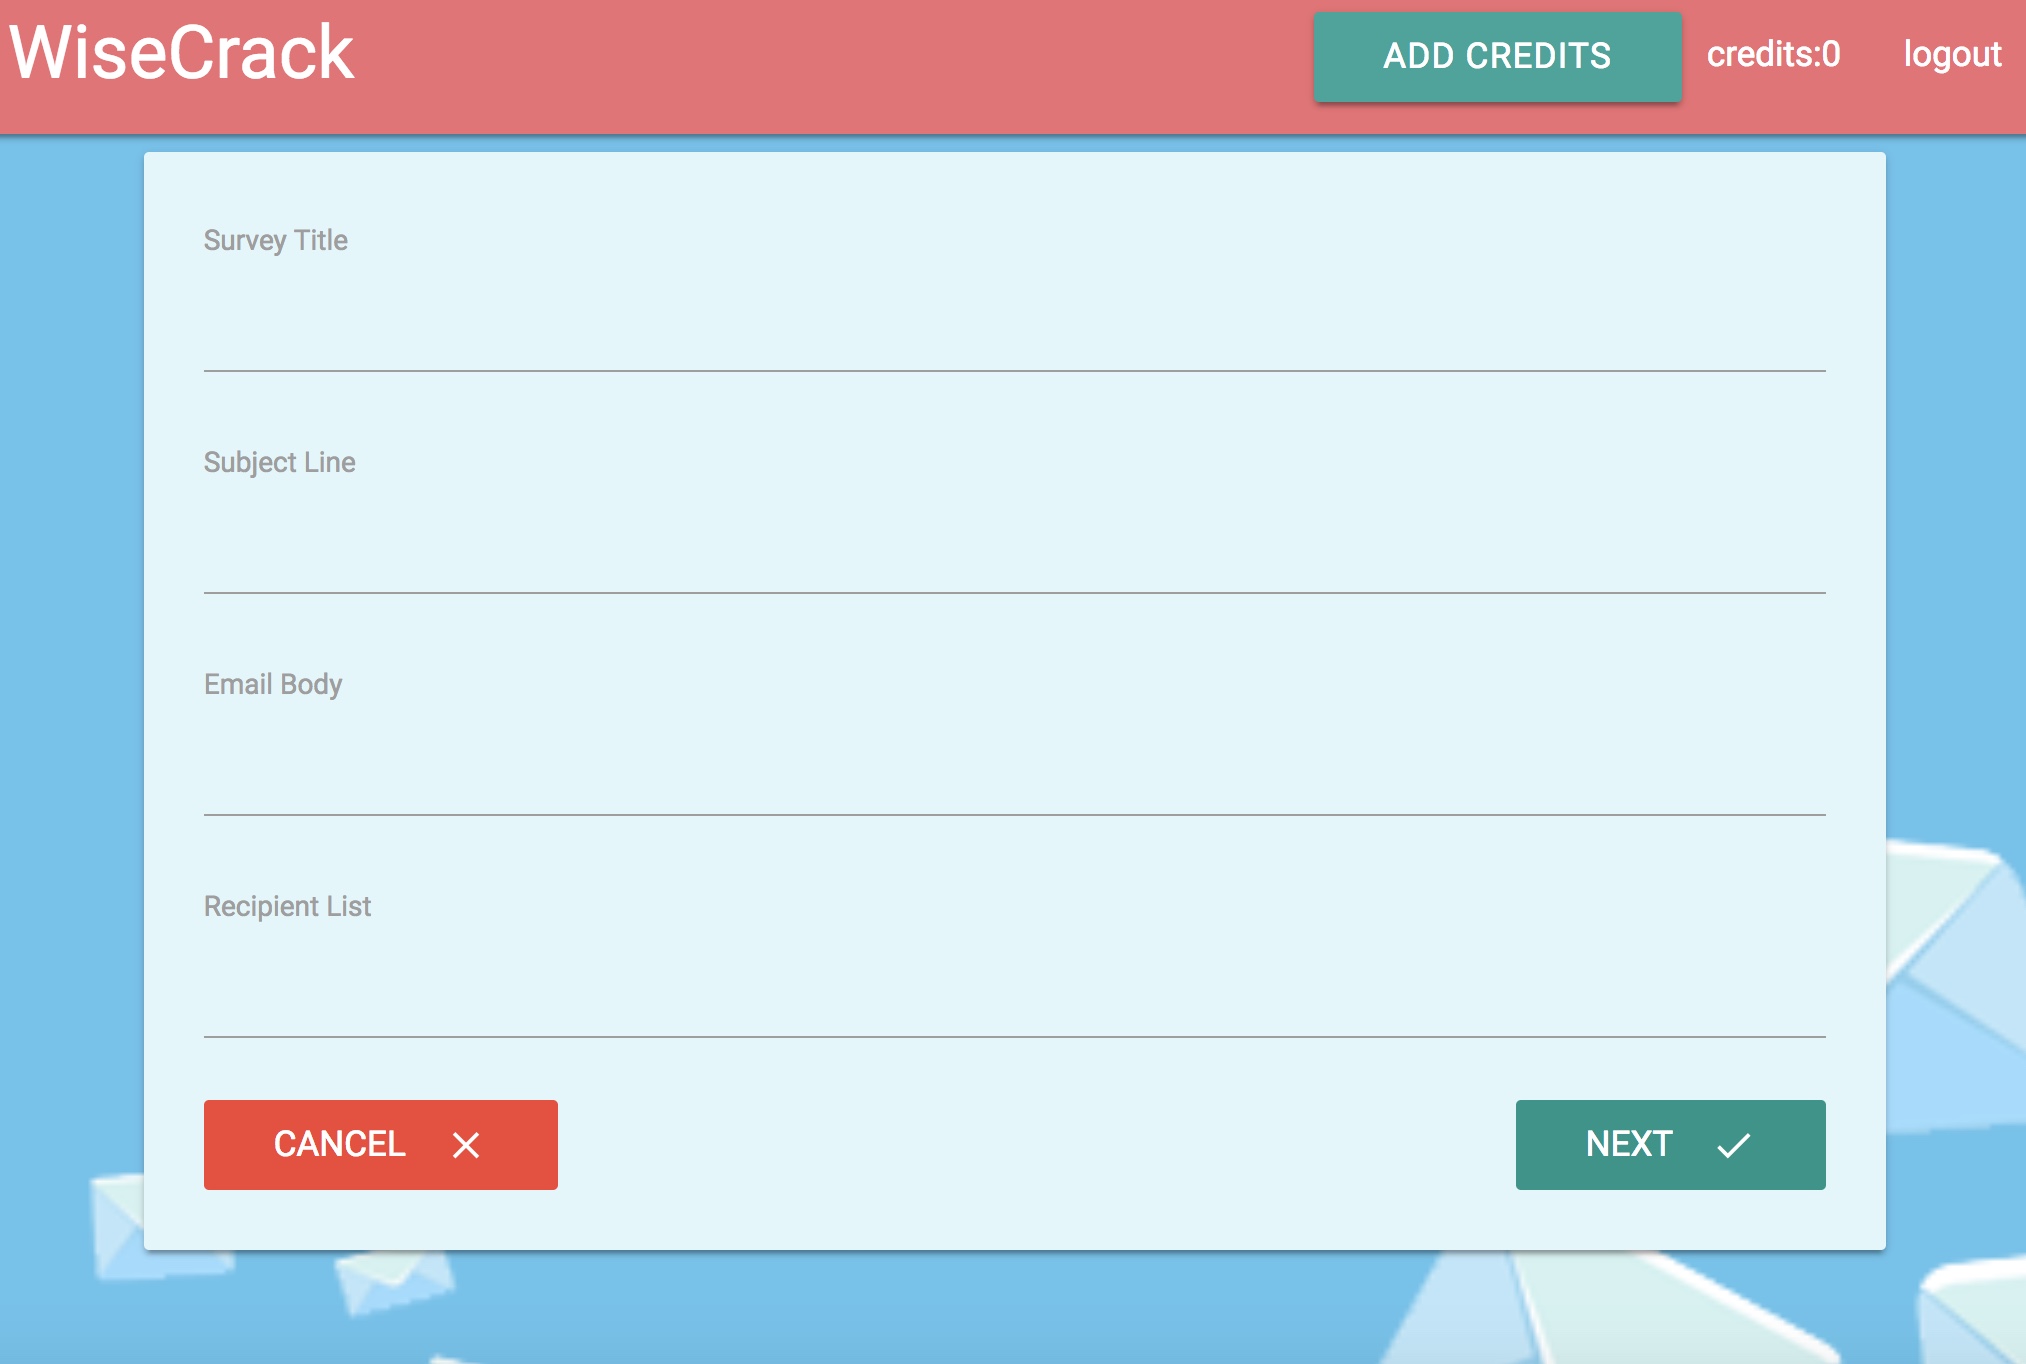 WiseCrack
ADD CREDITS credits:0 logout
Survey Title
Subject Line
Email Body
Recipient List
CANCEL NEXT